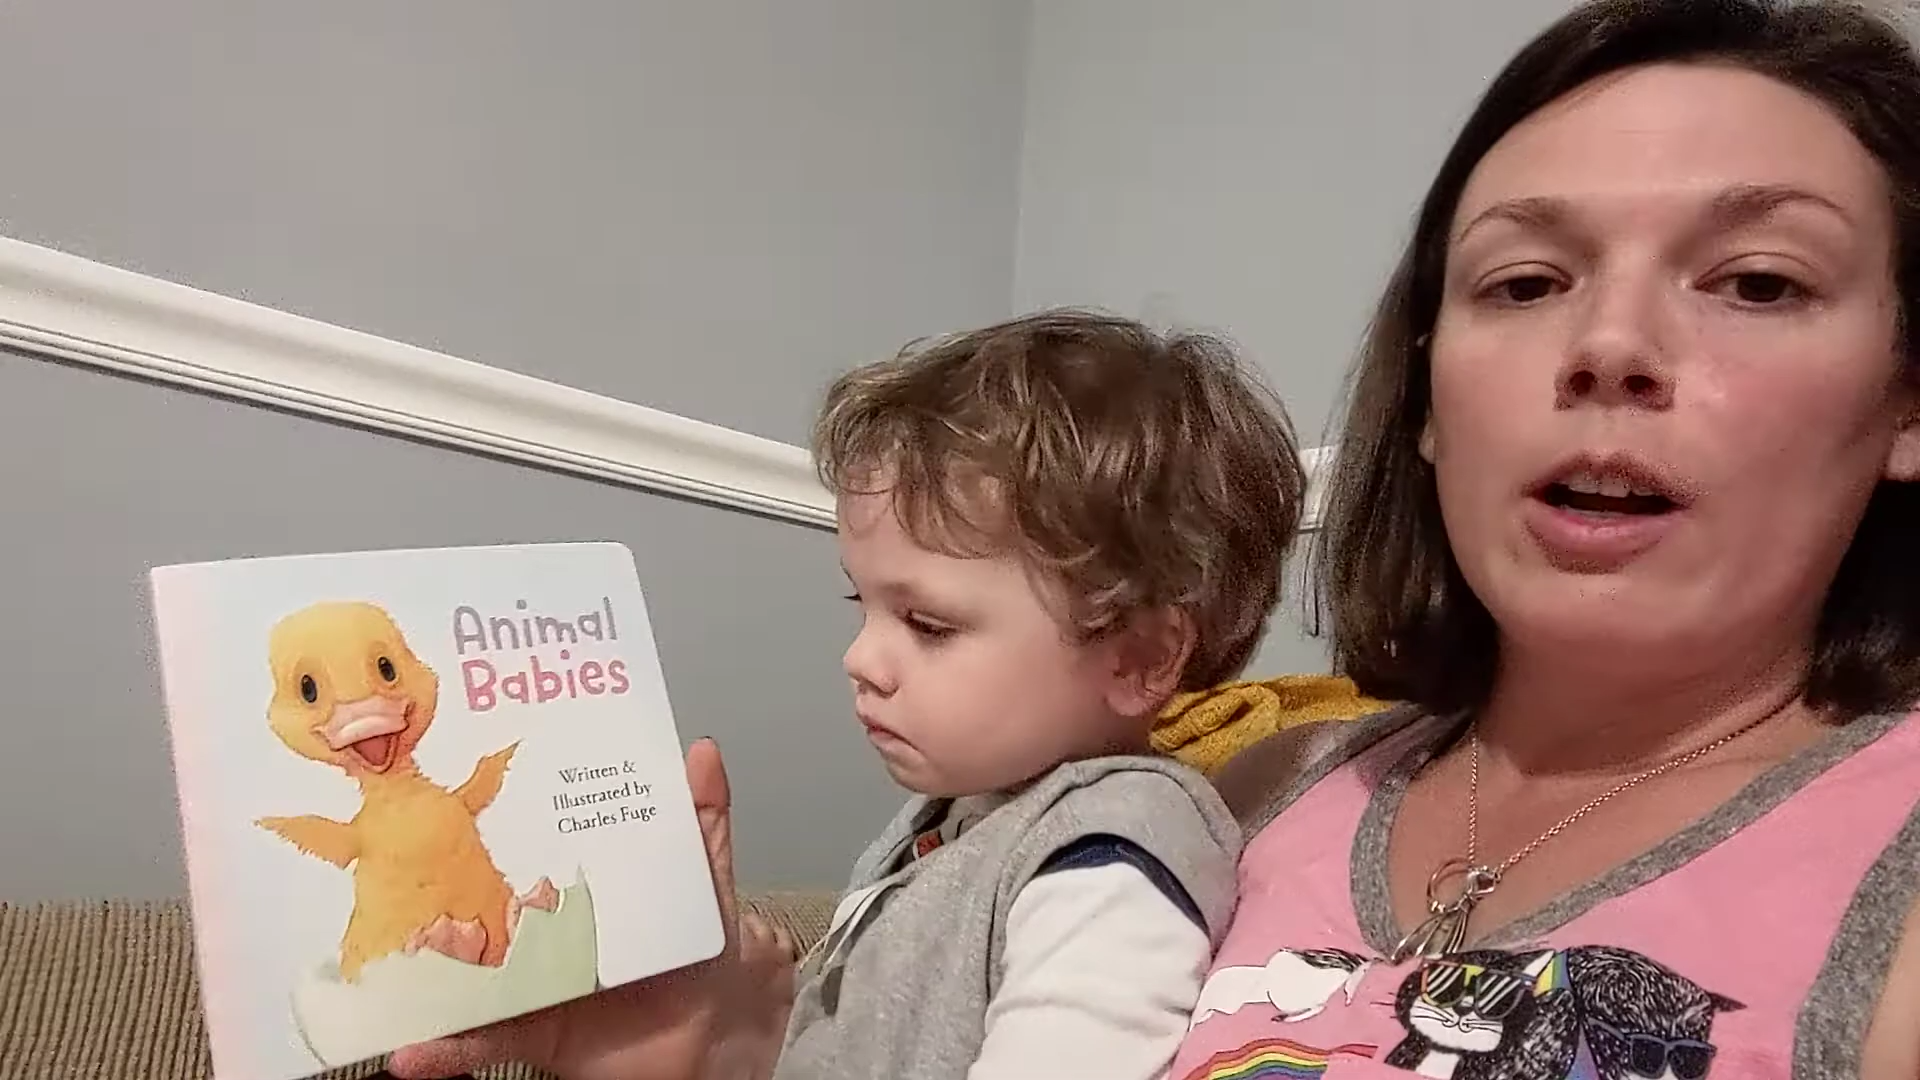 Animal
Babies
Written &
Illustrated by
Charles Fuge